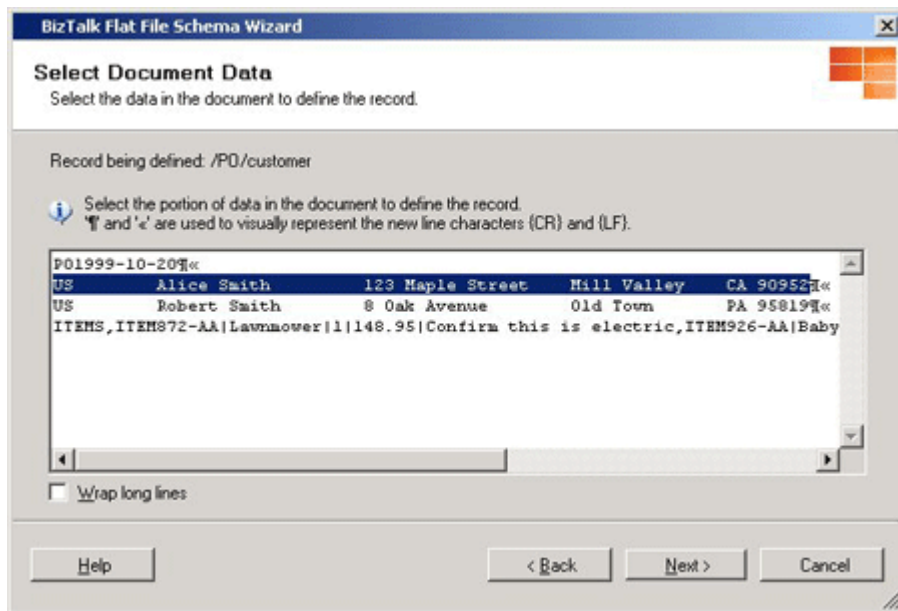 BizTalk Flat File Schema Wizard
Select Document Data
Select the data in the document to define the record.
Record being defined: /PO/customer
Select the portion of data in the document to define the record.
'¶' and '«' are used to visually represent the new line characters {CR} and {LF}.
PO1999-10-20¶«
US Alice Smith 123 Maple Street Mill Valley CA 90952¶«
US Robert Smith 8 Oak Avenue Old Town PA 95819¶«
ITEMS,ITEM872-AA|Lawnmower|1|148.95|Confirm this is electric,ITEM926-AA|Baby
Wrap long lines
Help < Back Next > Cancel